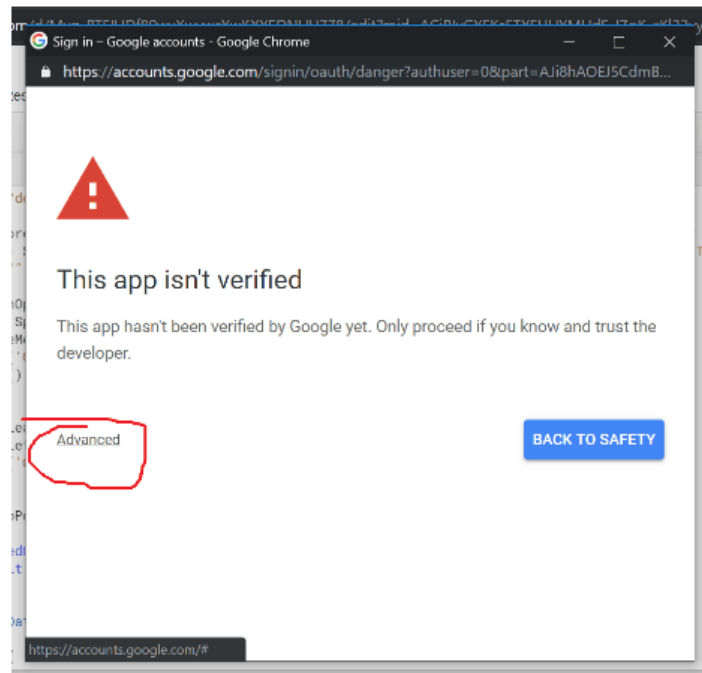 Sign in – Google accounts - Google Chrome
https://accounts.google.com/signin/oauth/danger?authuser=0&part=AJi8hAOEJ5CdmB...
This app isn't verified
This app hasn't been verified by Google yet. Only proceed if you know and trust the
developer.
Advanced
BACK TO SAFETY
https://accounts.google.com/#